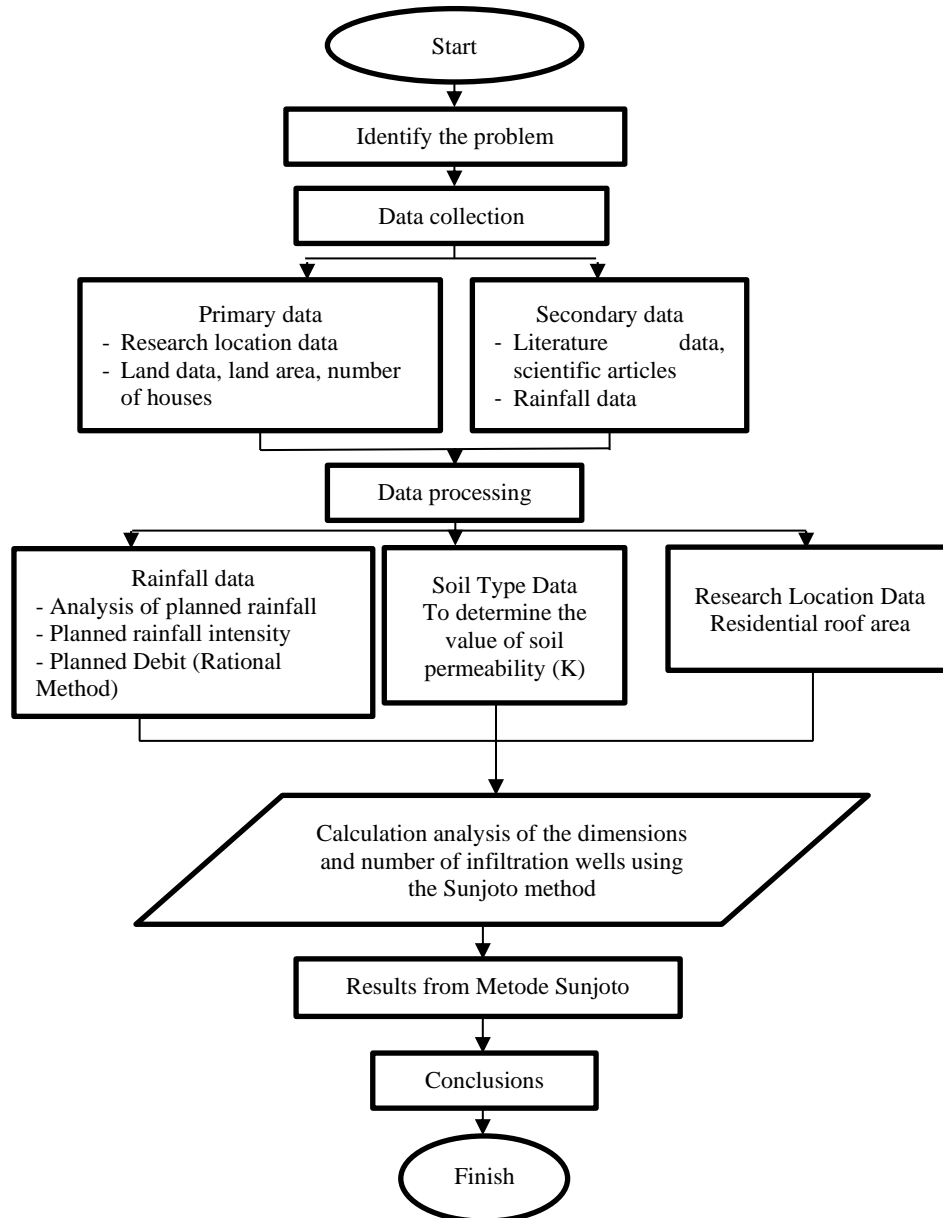 Start
Identify the problem
Data collection
Primary data
- Research location data
- Land data, land area, number
of houses
Secondary data
- Literature data,
scientific articles
- Rainfall data
Data processing
Rainfall data
- Analysis of planned rainfall
- Planned rainfall intensity
- Planned Debit (Rational
Method)
Soil Type Data
To determine the
value of soil
permeability (K)
Research Location Data
Residential roof area
Calculation analysis of the dimensions
and number of infiltration wells using
the Sunjoto method
Results from Metode Sunjoto
Conclusions
Finish